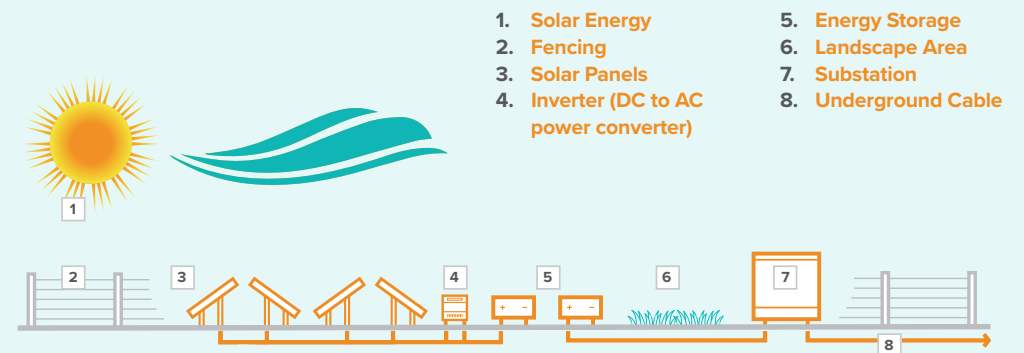 1. Solar Energy
2. Fencing
3. Solar Panels
4. Inverter (DC to AC
power converter)
5. Energy Storage
6. Landscape Area
7. Substation
8. Underground Cable
1
2
3
4
5
6
7
+ −
+ −
8